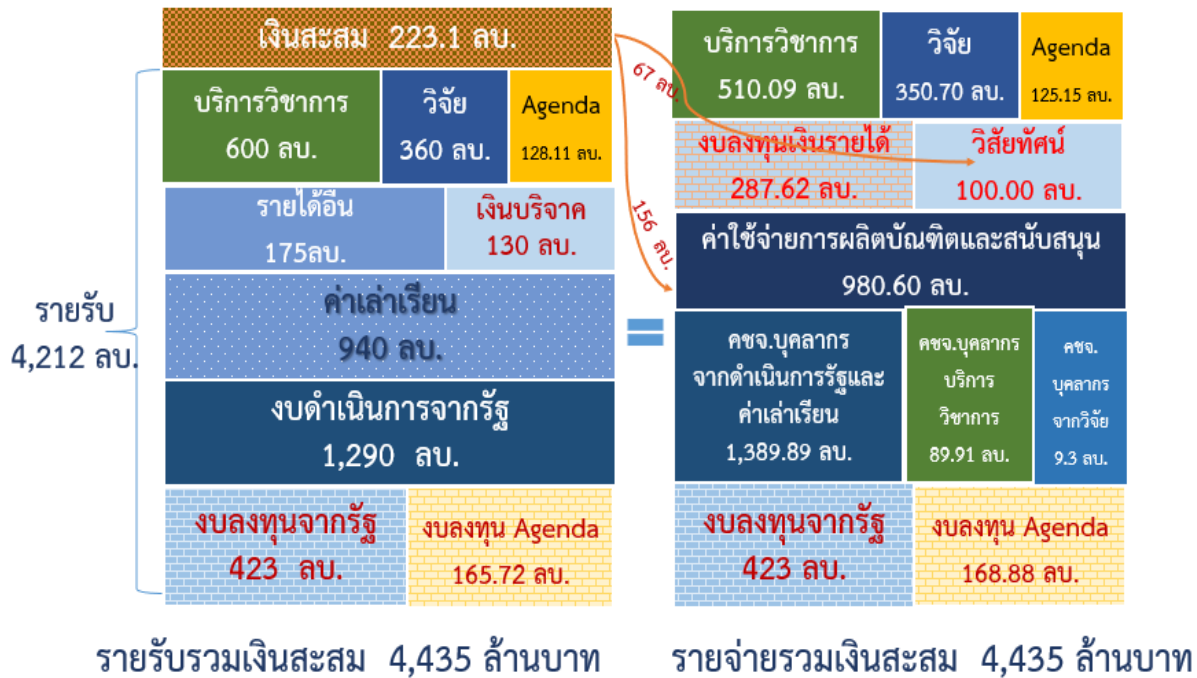 เงินสะสม 223.1 ลบ.
บริการวิชาการ
600 ลบ.
วิจัย
360 ลบ.
Agenda
128.11 ลบ.
รายได้อื่น
175ลบ.
เงินบริจาค
130 ลบ.
ค่าเล่าเรียน
940 ลบ.
งบดำเนินการจากรัฐ
1,290 ลบ.
งบลงทุนจากรัฐ
423 ลบ.
งบลงทุน Agenda
165.72 ลบ.
รายรับ
4,212 ลบ.
67 ลบ.
156 ลบ.
=
บริการวิชาการ
510.09 ลบ.
วิจัย
350.70 ลบ.
Agenda
125.15 ลบ.
งบลงทุนเงินรายได้
287.62 ลบ.
วิสัยทัศน์
100.00 ลบ.
ค่าใช้จ่ายการผลิตบัณฑิตและสนับสนุน
980.60 ลบ.
คชจ.บุคลากร
จากดำเนินการรัฐและ
ค่าเล่าเรียน
1,389.89 ลบ.
คชจ.บุคลากร
บริการ
วิชาการ
89.91 ลบ.
คชจ.
บุคลากร
จากวิจัย
9.3 ลบ.
งบลงทุนจากรัฐ
423 ลบ.
งบลงทุน Agenda
168.88 ลบ.
รายรับรวมเงินสะสม 4,435 ล้านบาท
รายจ่ายรวมเงินสะสม 4,435 ล้านบาท